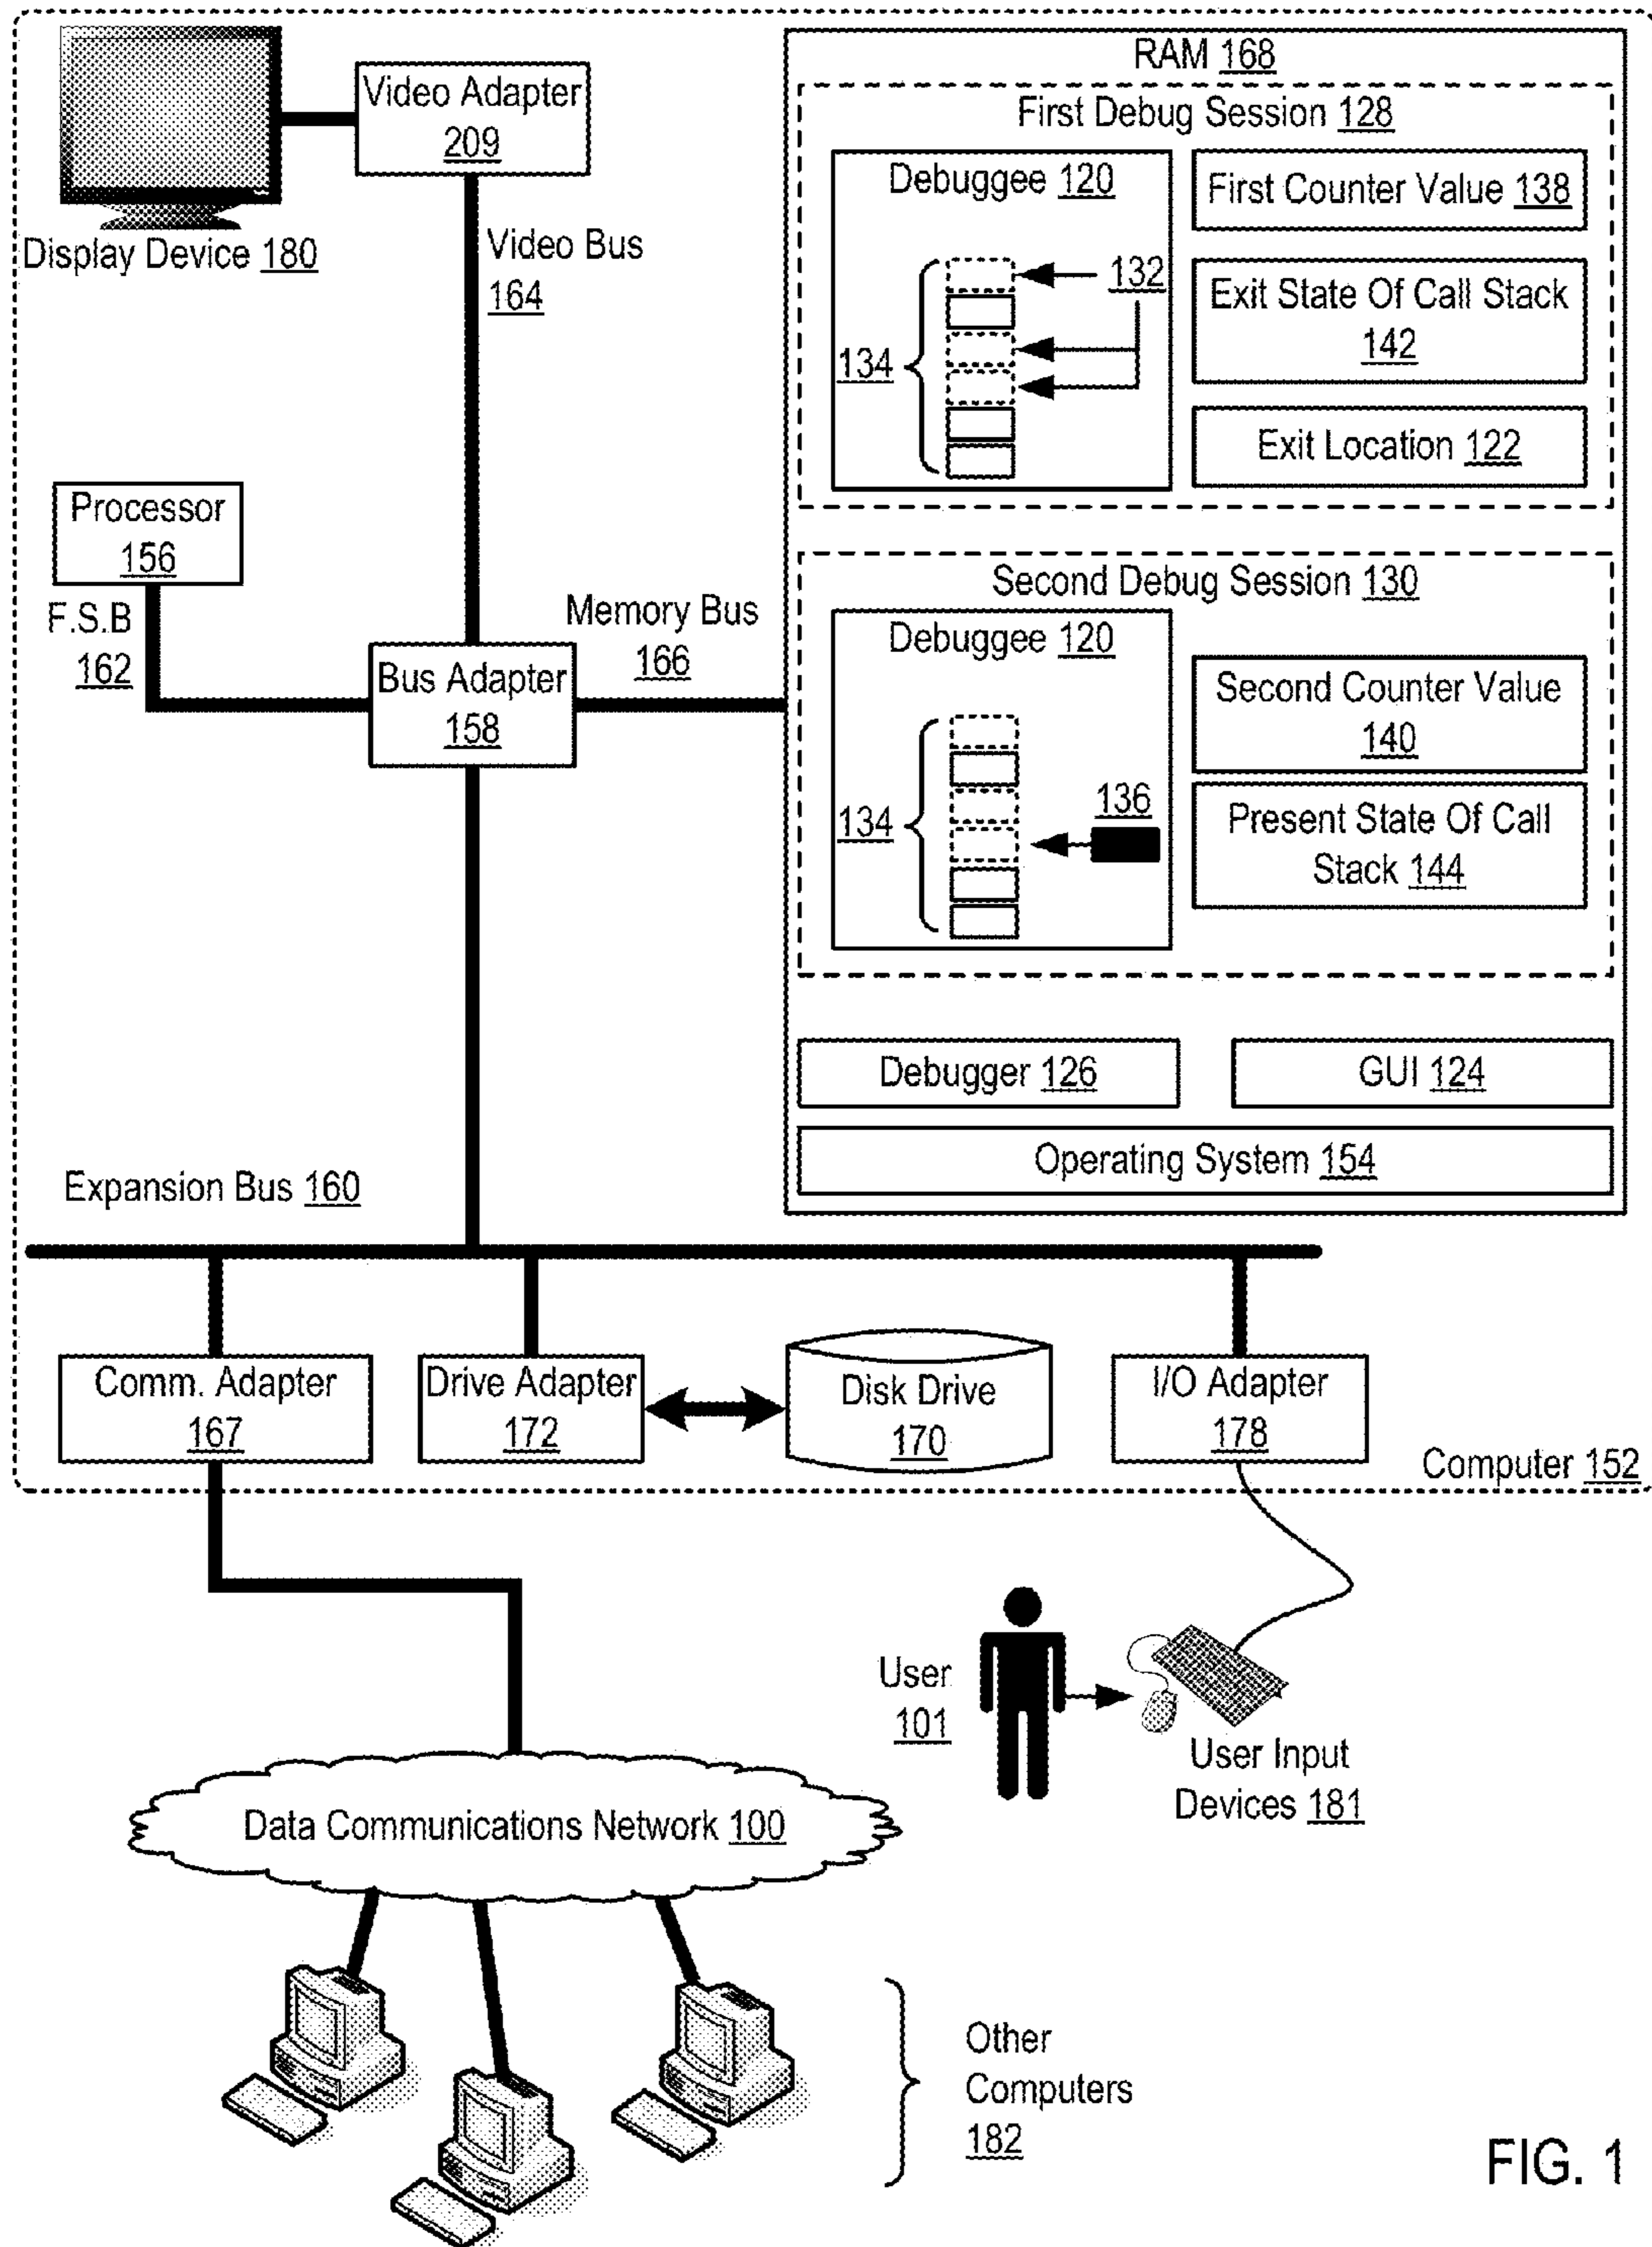 Video Adapter
209
Display Device 180
Video Bus
164
Processor
156
F.S.B
162
Bus Adapter
158
Memory Bus
166
RAM 168
First Debug Session 128
Debuggee 120
132
134
First Counter Value 138
Exit State Of Call Stack
142
Exit Location 122
Second Debug Session 130
Debuggee 120
134
136
Second Counter Value
140
Present State Of Call
Stack 144
Debugger 126
GUI 124
Operating System 154
Expansion Bus 160
Comm. Adapter
167
Drive Adapter
172
Disk Drive
170
I/O Adapter
178
Computer 152
User
101
User Input
Devices 181
Data Communications Network 100
Other
Computers
182
FIG. 1